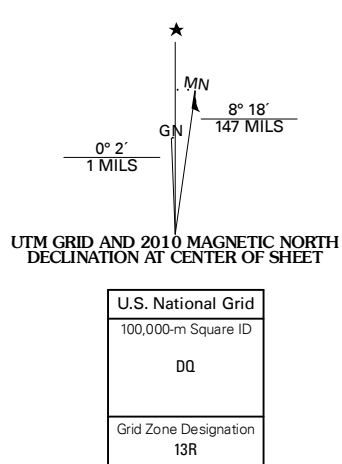 ★
MN
8° 18´
147 MILS
GN
0° 2´
1 MILS
UTM GRID AND 2010 MAGNETIC NORTH
DECLINATION AT CENTER OF SHEET
U.S. National Grid
100,000-m Square ID
DQ
Grid Zone Designation
13R